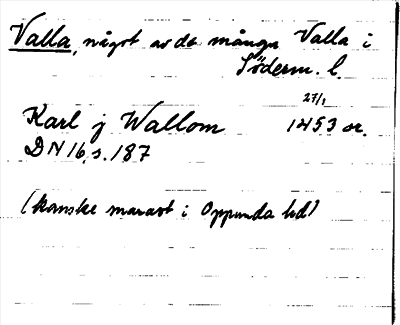 Valla, något av de många Valla i
Söderm. l.
27/1
Karl j Wallom 1453 or.
DN 16, s. 187
(kanske snarast i Oppunda hd)